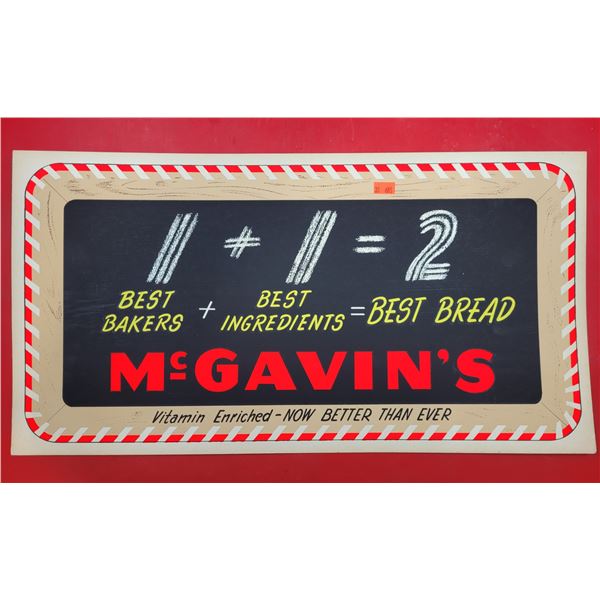 1 + 1 = 2
BEST BAKERS + BEST INGREDIENTS = BEST BREAD
McGAVIN'S
Vitamin Enriched - NOW BETTER THAN EVER